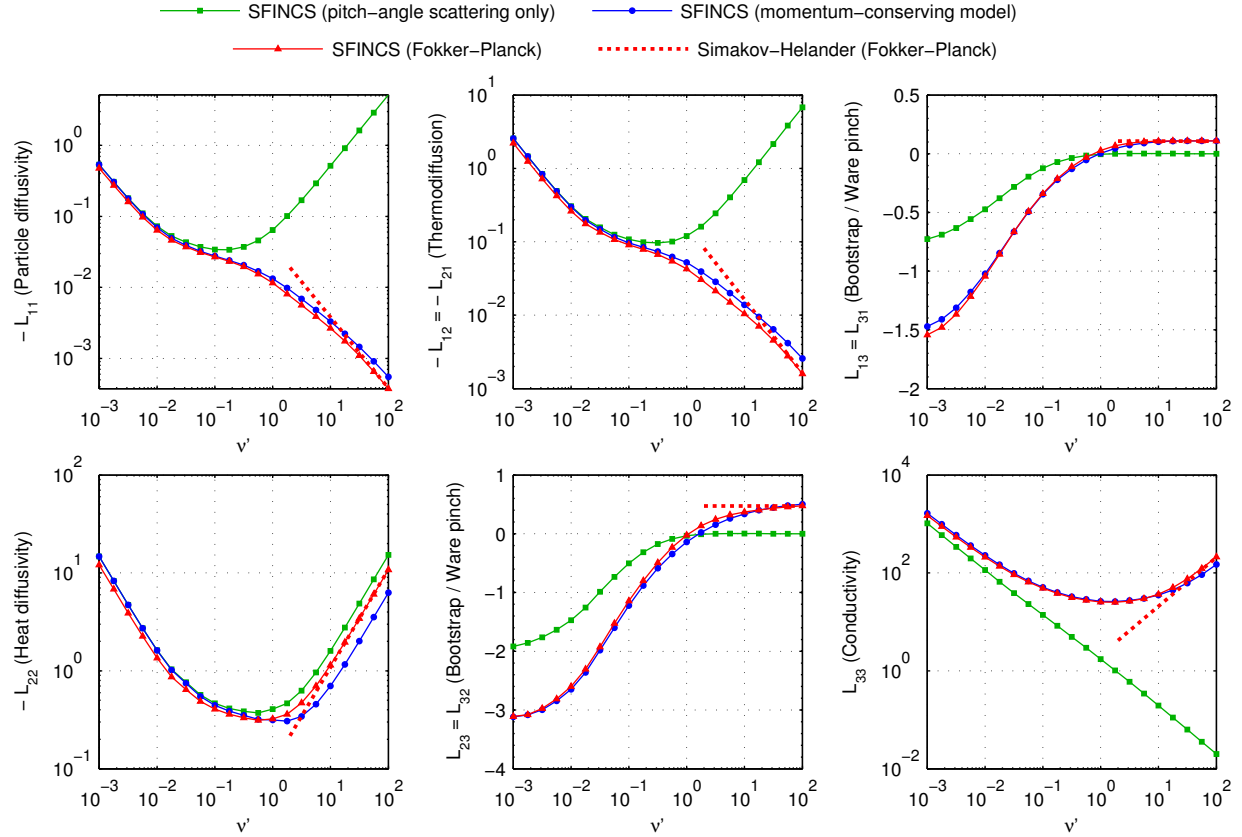 SFINCS (pitch−angle scattering only)
SFINCS (momentum−conserving model)
SFINCS (Fokker−Planck)
Simakov−Helander (Fokker−Planck)
− L11 (Particle diffusivity)
10^0
10^−1
10^−2
10^−3
10^−3 10^−2 10^−1 10^0 10^1 10^2
ν'
− L12 = − L21 (Thermodiffusion)
10^1
10^0
10^−1
10^−2
10^−3
10^−3 10^−2 10^−1 10^0 10^1 10^2
ν'
L13 = L31 (Bootstrap / Ware pinch)
0.5
0
−0.5
−1
−1.5
−2
10^−3 10^−2 10^−1 10^0 10^1 10^2
ν'
− L22 (Heat diffusivity)
10^2
10^1
10^0
10^−1
10^−3 10^−2 10^−1 10^0 10^1 10^2
ν'
L23 = L32 (Bootstrap / Ware pinch)
1
0
−1
−2
−3
−4
10^−3 10^−2 10^−1 10^0 10^1 10^2
ν'
L33 (Conductivity)
10^4
10^2
10^0
10^−2
10^−3 10^−2 10^−1 10^0 10^1 10^2
ν'